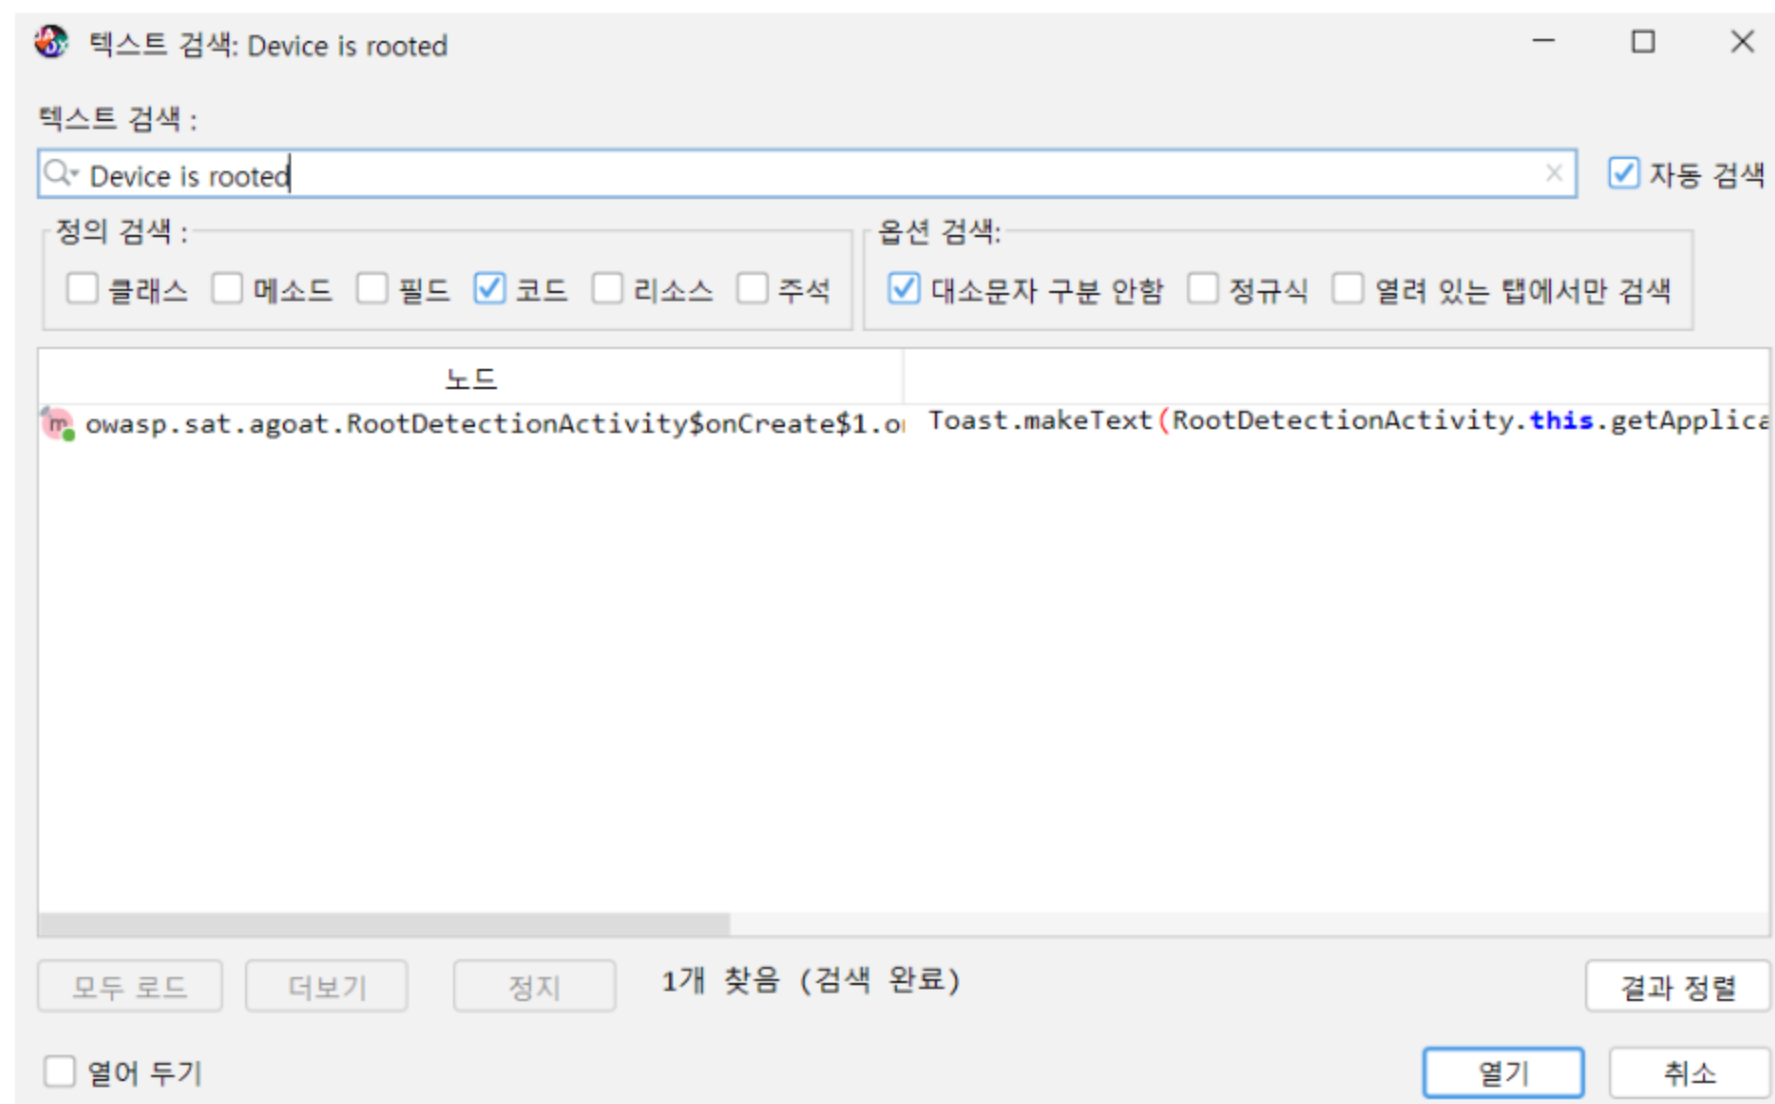 텍스트 검색: Device is rooted
텍스트 검색 :
Device is rooted
자동 검색
정의 검색 :
옵션 검색:
클래스 메소드 필드 코드 리소스 주석
대소문자 구분 안함 정규식 열려 있는 탭에서만 검색
노드
owasp.sat.agoat.RootDetectionActivity$onCreate$1.o Toast.makeText(RootDetectionActivity.this.getApplica
모두 로드 더보기 정지 1개 찾음 (검색 완료) 결과 정렬
열어 두기 열기 취소